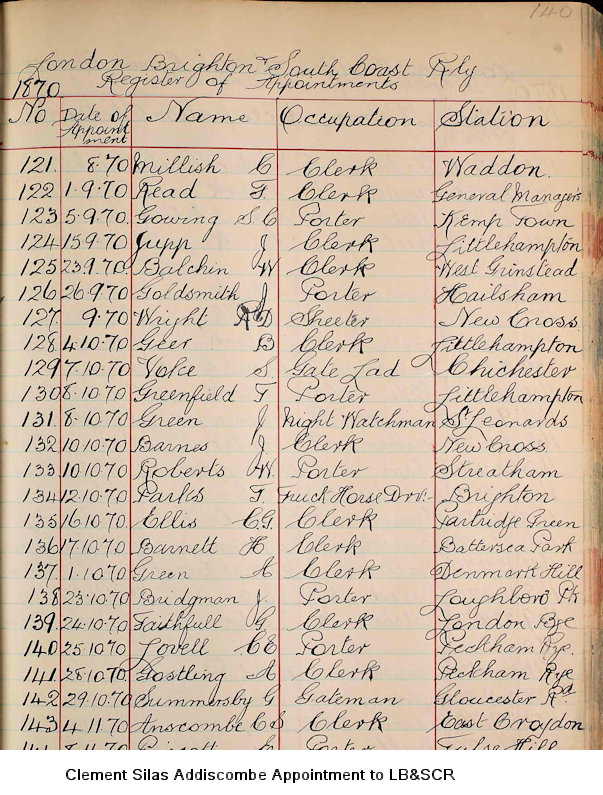 140
London Brighton & South Coast Rly
1870 Register of Appointments
No Date of Appointment Name Occupation Station
121. 8.70 Millish C Clerk Waddon.
122 1.9.70 Read F. Clerk General Managers
123 5.9.70. Gowing S.C Porter Kemp Town
124 15.9.70 Jupp J Clerk Littlehampton
125 23.9.70. Balchin W Clerk West Grinstead
126 26.9.70 Goldsmith J Porter Hailsham
127 9.70 Wright D Sheeter New Cross
128 4.10.70 Geer B Clerk Littlehampton
129 7.10.70 Voke S Gate Lad Chichester
130 8.10.70 Greenfield F Porter Littlehampton
131. 8.10.70 Green J Night Watchman St Leonards
132 10.10.70 Barnes J. Clerk New Cross
133 10.10.70 Roberts W Porter Streatham
134 12.10.70 Parks F. Truck Horse Drv:- Brighton
135 16.10.70 Ellis C.G. Clerk Partridge Green
136 17.10.70 Barnett H Clerk Battersea Park
137. 1.10.70 Green A Clerk Denmark Hill
138 23.10.70 Bridgman J. Porter Loughboro Pk
139. 24.10.70 Faithfull G Clerk London Bge
140 25.10.70 Lovell C E Porter Peckham Rye.
141. 28.10.70 Gostling A Clerk Peckham Rye
142 29.10.70 Summersby G Gateman Gloucester Rd
143 4.11.70 Anscombe C S Clerk East Croydon
Porter Tulse Hill
Clement Silas Addiscombe Appointment to LB&SCR